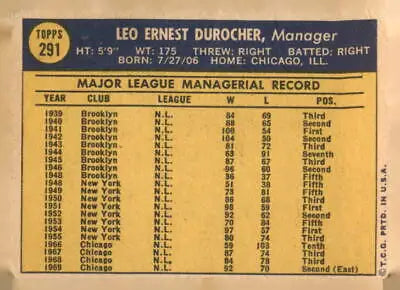 TOPPS
291
LEO ERNEST DUROCHER, Manager
HT: 5'9" WT: 175 THREW: RIGHT BATTED: RIGHT
BORN: 7/27/06 HOME: CHICAGO, ILL.
MAJOR LEAGUE MANAGERIAL RECORD
YEAR CLUB LEAGUE W L POS.
1939 Brooklyn N.L. 84 69 Third
1940 Brooklyn N.L. 88 65 Second
1941 Brooklyn N.L. 100 54 First
1942 Brooklyn N.L. 104 50 Second
1943 Brooklyn N.L. 81 72 Third
1944 Brooklyn N.L. 63 91 Seventh
1945 Brooklyn N.L. 87 67 Third
1946 Brooklyn N.L. 96 60 Second
1948 Brooklyn N.L. 36 37 Fifth
1948 New York N.L. 51 38 Fifth
1949 New York N.L. 73 81 Fifth
1950 New York N.L. 86 68 Third
1951 New York N.L. 98 59 First
1952 New York N.L. 92 62 Second
1953 New York N.L. 70 84 Fifth
1954 New York N.L. 97 57 First
1955 New York N.L. 80 74 Third
1966 Chicago N.L. 59 103 Tenth
1967 Chicago N.L. 87 74 Third
1968 Chicago N.L. 84 78 Third
1969 Chicago N.L. 92 70 Second (East)
© T.C.G. PRTD. IN U.S.A.